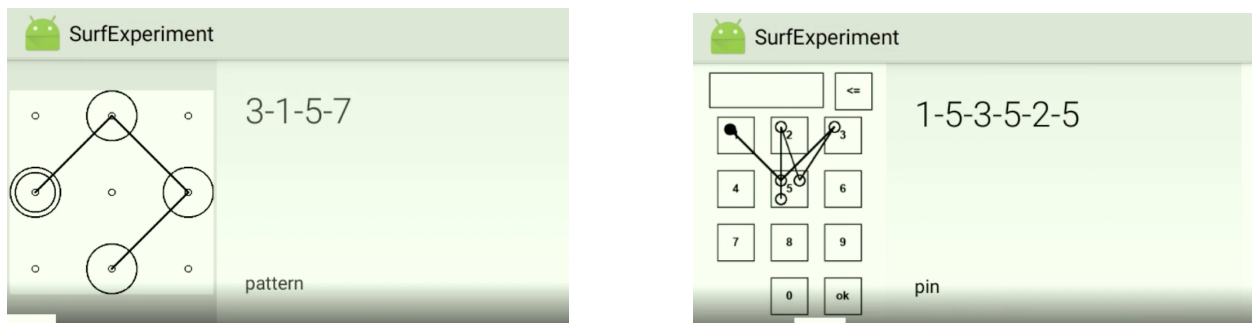 SurfExperiment
3-1-5-7
pattern
SurfExperiment
<=
1-5-3-5-2-5
2 3
4 5 6
7 8 9
0 ok
pin